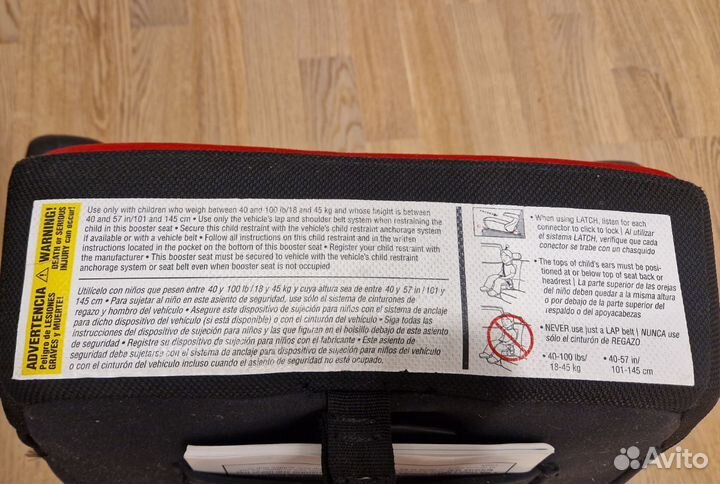 WARNING!
DEATH or SERIOUS
INJURY can occur!
ADVERTENCIA
Peligro de LESIONES
GRAVES Y MUERTE!
Use only with children who weigh between 40 and 100 lb/18 and 45 kg and whose height is between
40 and 57 in/101 and 145 cm • Use only the vehicle's lap and shoulder belt system when restraining the
child in this booster seat • Secure this child restraint with the vehicle's child restraint anchorage system
if available or with a vehicle belt • Follow all instructions on this child restraint and in the written
instructions located in the pocket on the bottom of this booster seat • Register your child restraint with
the manufacturer • This booster seat must be secured to vehicle with the vehicle's child restraint
anchorage system or seat belt even when booster seat is not occupied
Utilícelo con niños que pesen entre 40 y 100 lb/18 y 45 kg y cuya altura sea entre 40 y 57 in/101 y
145 cm • Para sujetar al niño en este asiento de seguridad, use sólo el sistema de cinturones de
regazo y hombro del vehículo • Asegure este dispositivo de sujeción para niños con el sistema de anclaje
para dicho dispositivo del vehículo (si está disponible) o con el cinturón del vehículo • Siga todas las
instrucciones del dispositivo de sujeción para niños y las que figuran en el bolsillo debajo de este asiento
de seguridad • Registre su dispositivo de sujeción para niños con el fabricante • Este asiento de
seguridad debe sujetarse con el sistema de anclaje para dispositivo de sujeción para niños del vehículo
o con el cinturón del vehículo incluso cuando el asiento de seguridad no esté ocupado.
• When using LATCH, listen for each
connector to click to lock \ Al utilizar
el sistema LATCH, verifique que cada
conector se trabe con un chasquido
• The tops of child's ears must be posi-
tioned at or below top of seat back or
headrest \ La parte superior de las orejas
del niño deben quedar a la misma altura
o por debajo de la parte superior del
respaldo o del apoyacabezas
• NEVER use just a LAP belt \ NUNCA use
sólo el cinturón de REGAZO
• 40-100 lbs/
18-45 kg
• 40-57 in/
101-145 cm
Avito